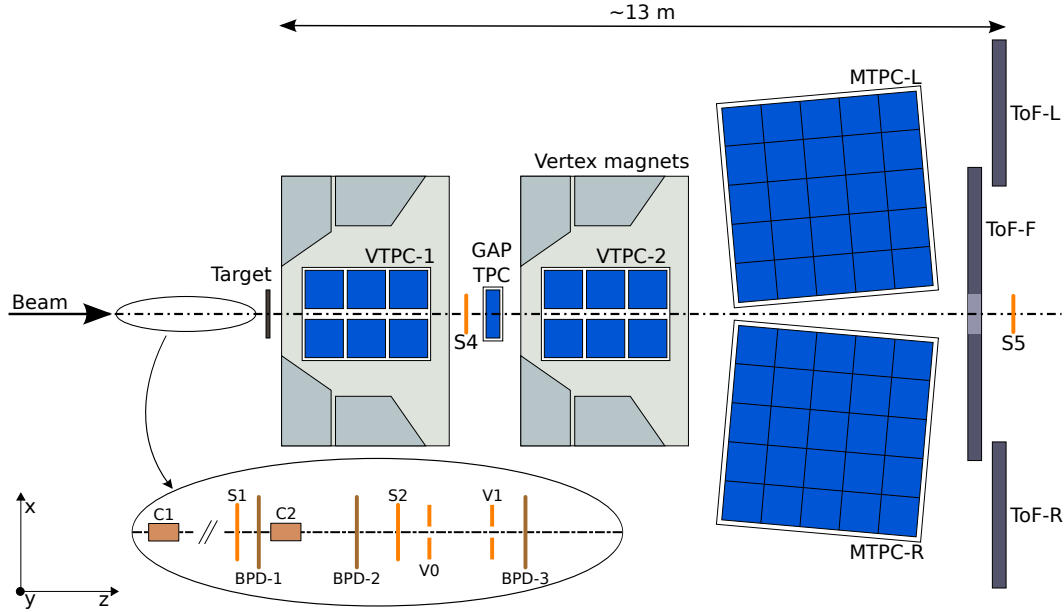 ~13 m
MTPC-L
ToF-L
Vertex magnets
ToF-F
VTPC-1
GAP
TPC
VTPC-2
Target
Beam
S4
S5
S1
C1
C2
S2
V1
x
BPD-1
BPD-2
V0
BPD-3
y
z
MTPC-R
ToF-R